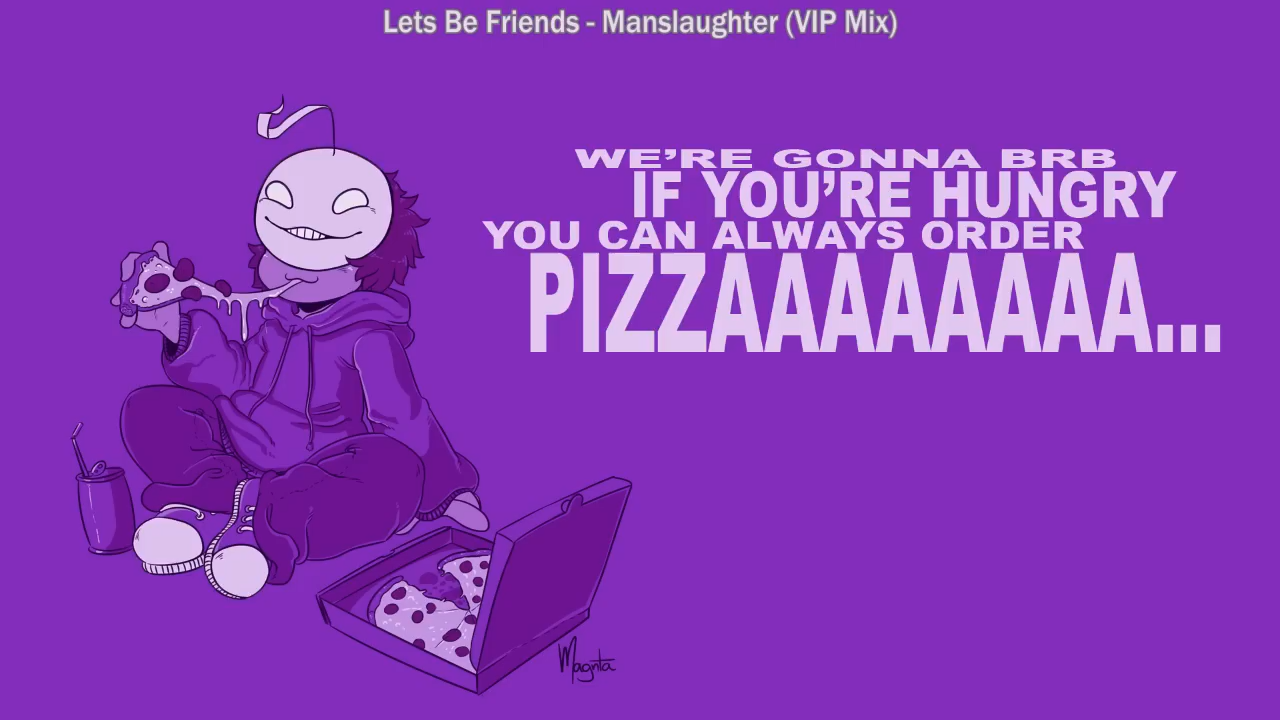 Lets Be Friends - Manslaughter (VIP Mix)
WE'RE GONNA BRB
IF YOU'RE HUNGRY
YOU CAN ALWAYS ORDER
PIZZAAAAAAAAA...
Magnta